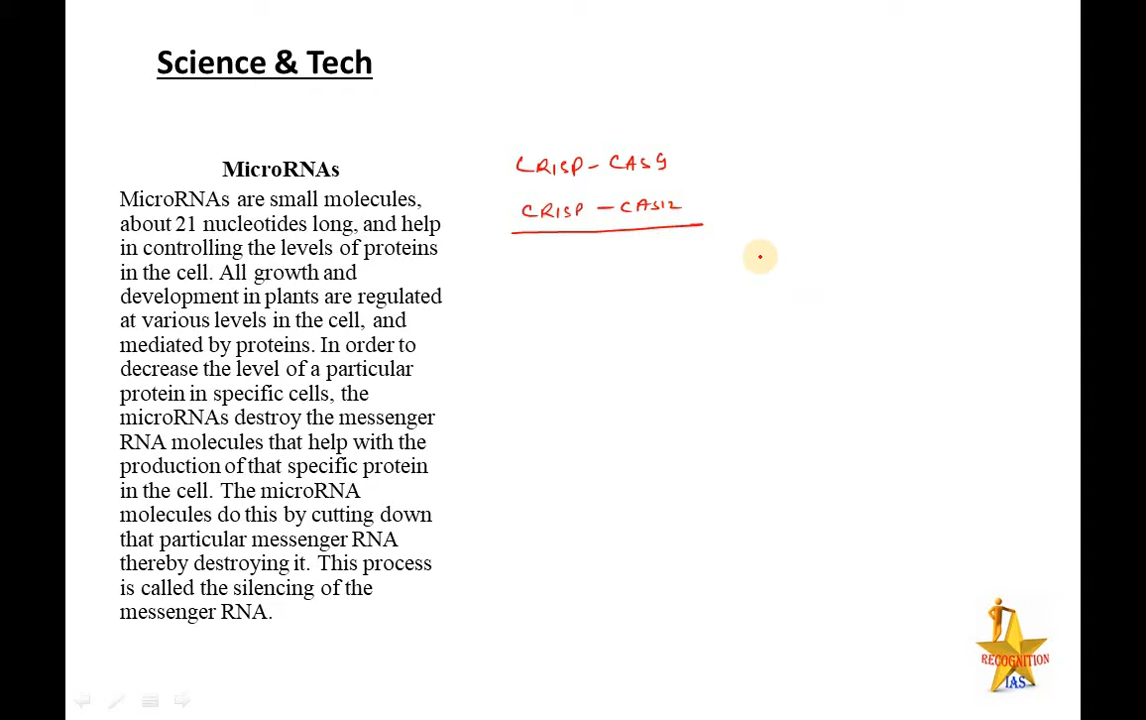 Science & Tech
MicroRNAs
MicroRNAs are small molecules,
about 21 nucleotides long, and help
in controlling the levels of proteins
in the cell. All growth and
development in plants are regulated
at various levels in the cell, and
mediated by proteins. In order to
decrease the level of a particular
protein in specific cells, the
microRNAs destroy the messenger
RNA molecules that help with the
production of that specific protein
in the cell. The microRNA
molecules do this by cutting down
that particular messenger RNA
thereby destroying it. This process
is called the silencing of the
messenger RNA.
CRISP-CAS9
CRISP-CAS12
RECOGNITION
IAS